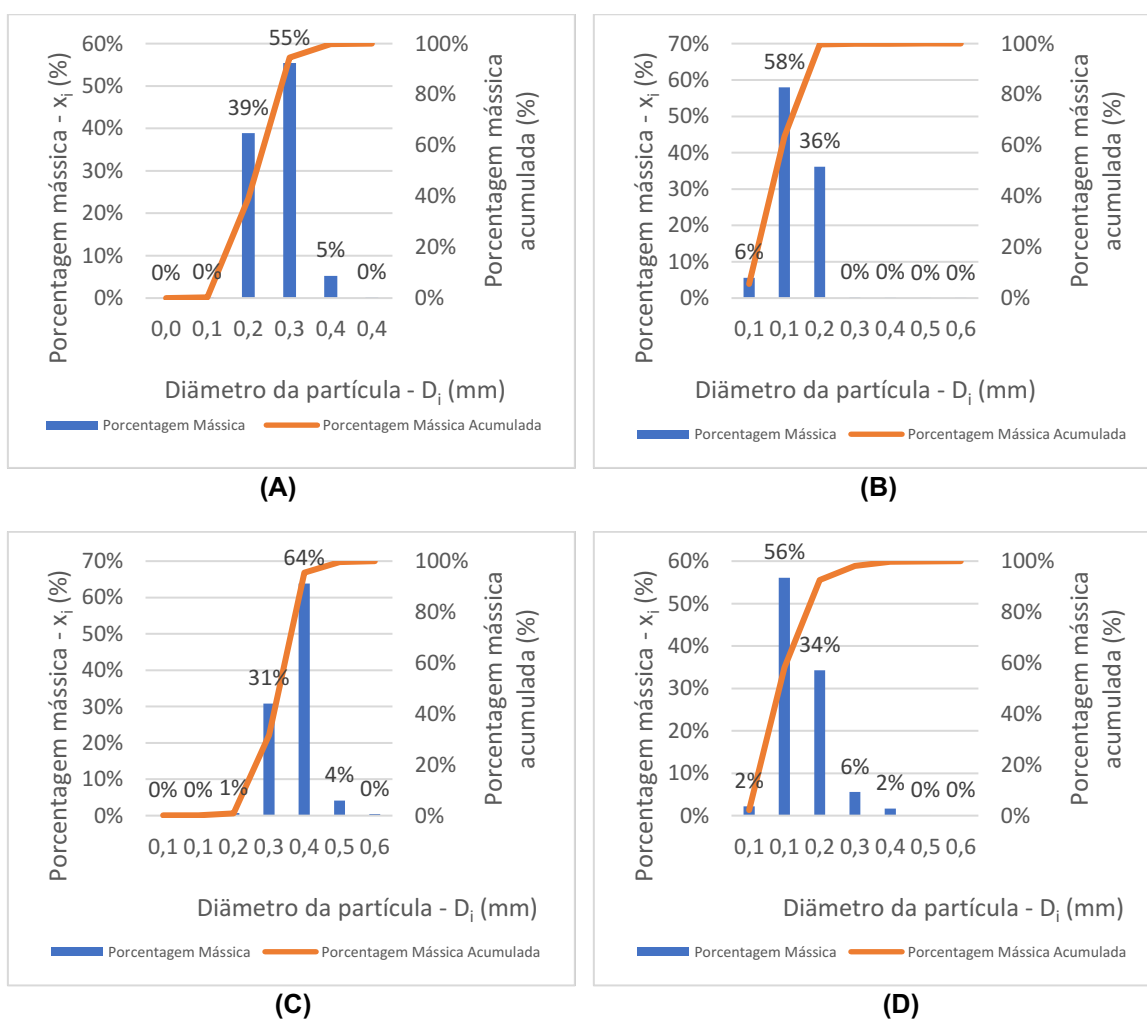 60%
50%
40%
30%
20%
10%
0%
Porcentagem mássica - xi (%)
0% 0% 39% 55% 5% 0%
100%
80%
60%
40%
20%
0%
Porcentagem mássica
acumulada (%)
0,0 0,1 0,2 0,3 0,4 0,4
Diämetro da partícula - Di (mm)
Porcentagem Mássica Porcentagem Mássica Acumulada
(A)
70%
60%
50%
40%
30%
20%
10%
0%
Porcentagem mássica - xi (%)
6% 58% 36% 0% 0% 0% 0%
100%
80%
60%
40%
20%
0%
Porcentagem mássica
acumulada (%)
0,1 0,1 0,2 0,3 0,4 0,5 0,6
Diämetro da partícula - Di (mm)
Porcentagem Mássica Porcentagem Mássica Acumulada
(B)
70%
60%
50%
40%
30%
20%
10%
0%
Porcentagem mássica - xi (%)
0% 0% 1% 31% 64% 4% 0%
100%
80%
60%
40%
20%
0%
Porcentagem mássica
acumulada (%)
0,1 0,1 0,2 0,3 0,4 0,5 0,6
Diämetro da partícula - Di (mm)
Porcentagem Mássica Porcentagem Mássica Acumulada
(C)
60%
50%
40%
30%
20%
10%
0%
Porcentagem mássica - xi (%)
2% 56% 34% 6% 2% 0% 0%
100%
80%
60%
40%
20%
0%
Porcentagem mássica
acumulada (%)
0,1 0,1 0,2 0,3 0,4 0,5 0,6
Diämetro da partícula - Di (mm)
Porcentagem Mássica Porcentagem Mássica Acumulada
(D)